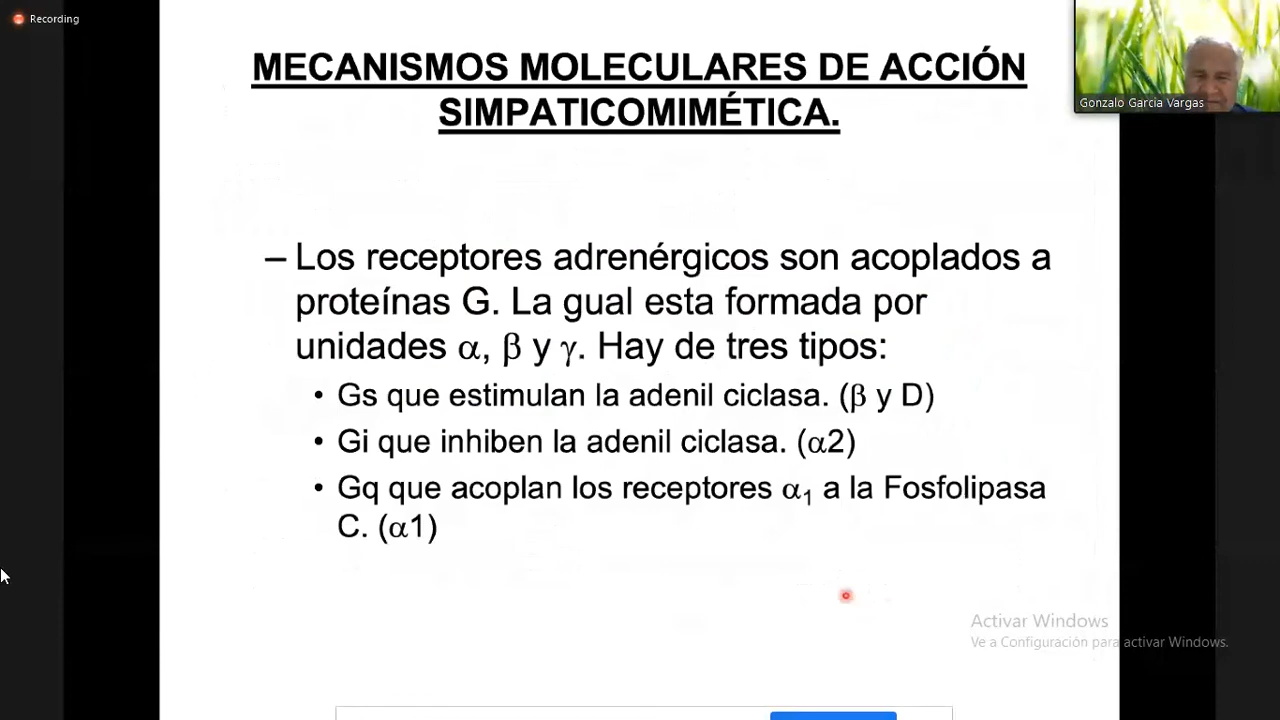 Recording
MECANISMOS MOLECULARES DE ACCIÓN
SIMPATICOMIMÉTICA.
Gonzalo Garcia Vargas
– Los receptores adrenérgicos son acoplados a
proteínas G. La gual esta formada por
unidades α, β y γ. Hay de tres tipos:
• Gs que estimulan la adenil ciclasa. (β y D)
• Gi que inhiben la adenil ciclasa. (α2)
• Gq que acoplan los receptores α₁ a la Fosfolipasa
C. (α1)
Activar Windows
Ve a Configuración para activar Windows.